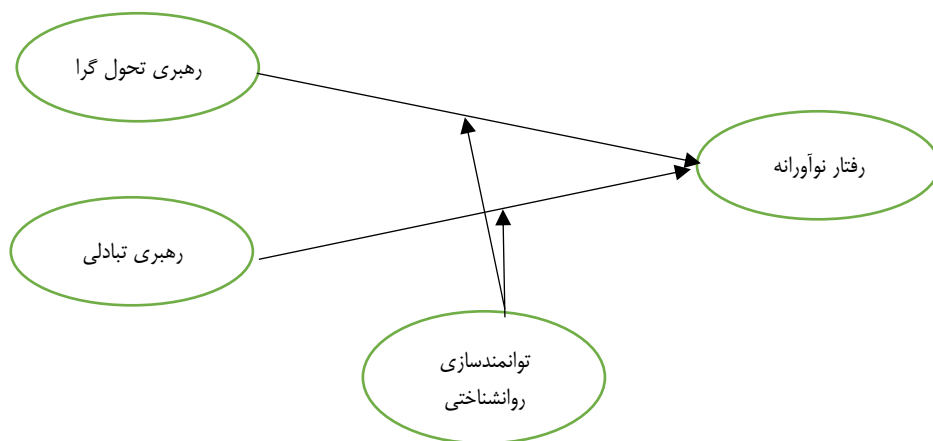 رهبری تحول گرا
رفتار نوآورانه
رهبری تبادلی
توانمندسازی
روانشناختی